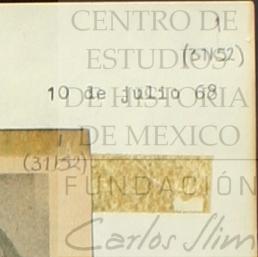 CENTRO DE
ESTUDIOS
1
(31/52)
DE HISTORIA
10 de julio 68
DE MEXICO
1
(31/52)
FUNDACIÓN
Carlos Slim